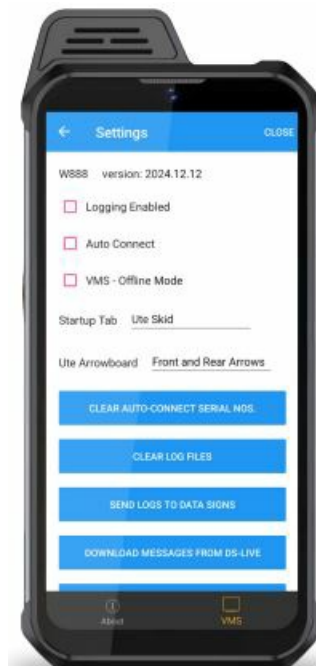 ← Settings CLOSE
W888 version: 2024.12.12
Logging Enabled
Auto Connect
VMS - Offline Mode
Startup Tab Ute Skid
Ute Arrowboard Front and Rear Arrows
CLEAR AUTO-CONNECT SERIAL NOS.
CLEAR LOG FILES
SEND LOGS TO DATA SIGNS
DOWNLOAD MESSAGES FROM DS-LIVE
About VMS